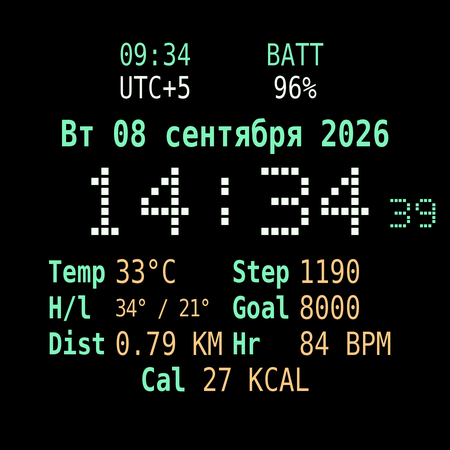 09:34 BATT
UTC+5 96%
Вт 08 сентября 2026
14:34 39
Temp 33°C Step 1190
H/l 34° / 21° Goal 8000
Dist 0.79 KM Hr 84 BPM
Cal 27 KCAL